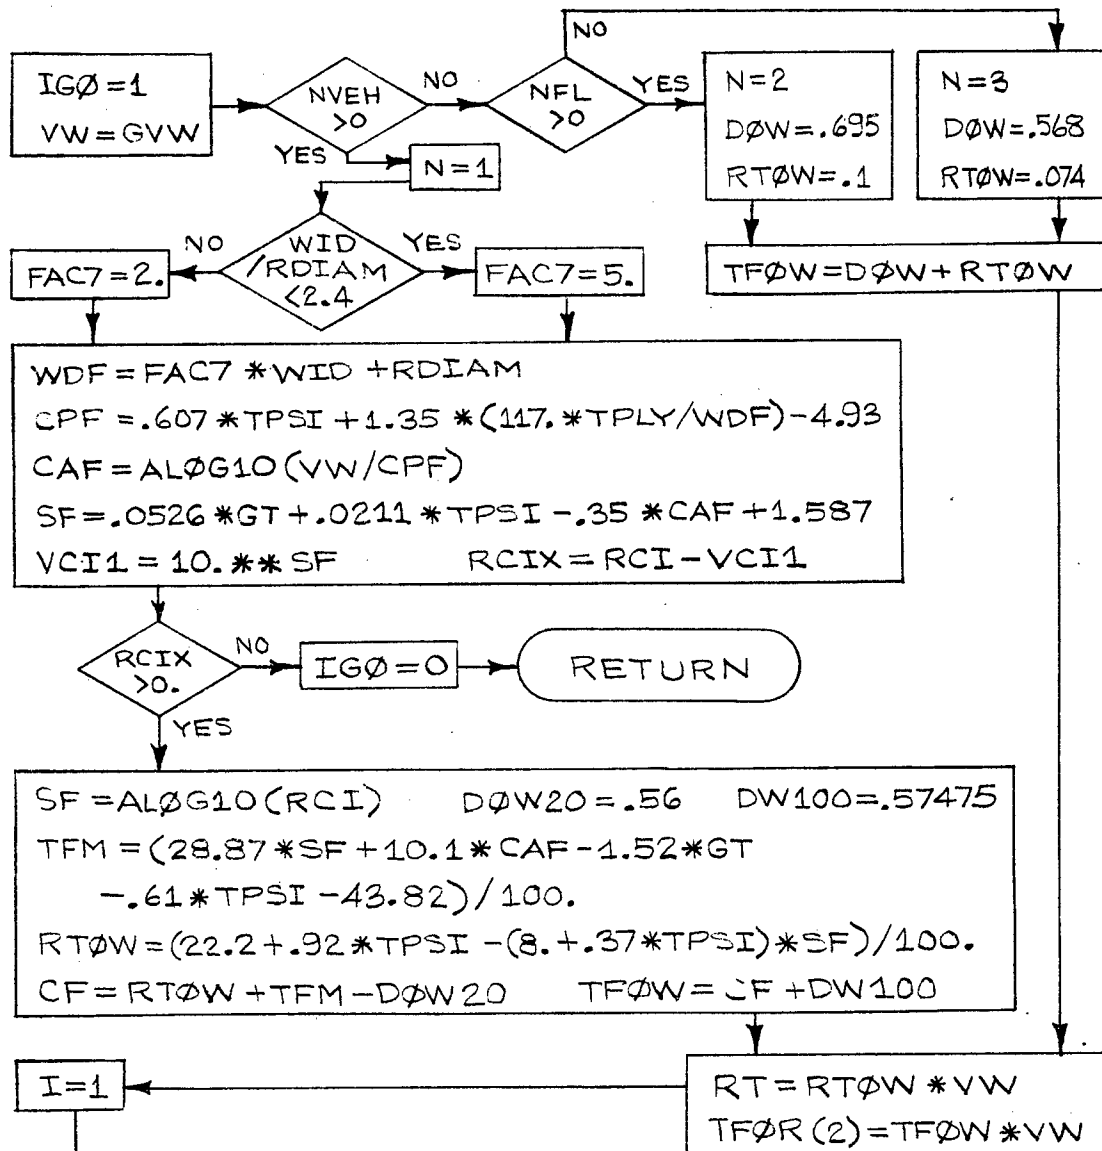 IGØ=1
VW=GVW
NVEH
>0
NO
YES
N=1
NFL
>0
NO
YES
N=2
DØW=.695
RTØW=.1
N=3
DØW=.568
RTØW=.074
TFØW=DØW+RTØW
WID
/RDIAM
<2.4
NO
YES
FAC7=2.
FAC7=5.
WDF=FAC7*WID+RDIAM
CPF=.607*TPSI+1.35*(117.*TPLY/WDF)-4.93
CAF=ALØG10(VW/CPF)
SF=.0526*GT+.0211*TPSI-.35*CAF+1.587
VCI1=10.**SF RCIX=RCI-VCI1
RCIX
>0.
NO
IGØ=0
RETURN
YES
SF=ALØG10(RCI) DØW20=.56 DW100=.57475
TFM=(28.87*SF+10.1*CAF-1.52*GT
-.61*TPSI-43.82)/100.
RTØW=(22.2+.92*TPSI-(8.+.37*TPSI)*SF)/100.
CF=RTØW+TFM-DØW20 TFØW=CF+DW100
I=1
RT=RTØW*VW
TFØR(2)=TFØW*VW